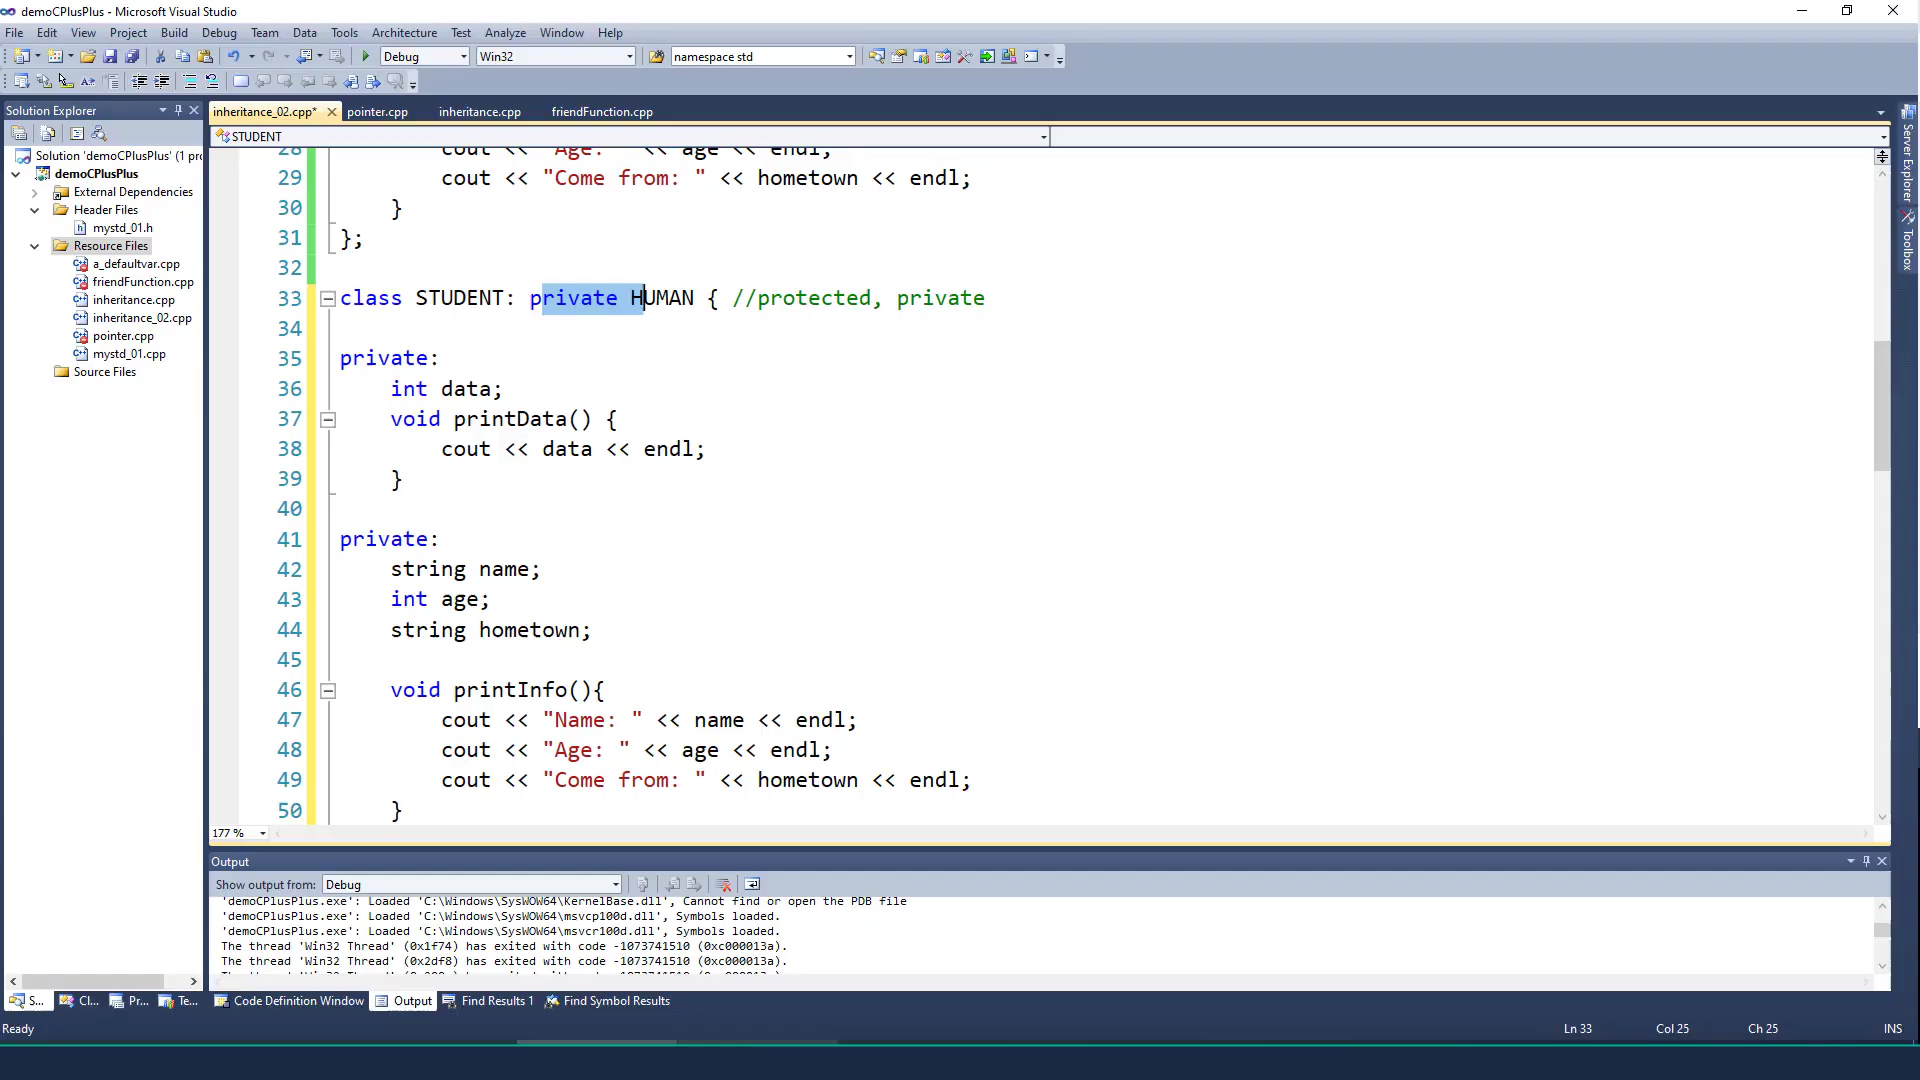 demoCPlusPlus - Microsoft Visual Studio
File Edit View Project Build Debug Team Data Tools Architecture Test Analyze Window Help
Debug Win32 namespace std
Solution Explorer
inheritance_02.cpp* pointer.cpp inheritance.cpp friendFunction.cpp
STUDENT
Solution 'demoCPlusPlus' (1 pr
demoCPlusPlus
External Dependencies
Header Files
mystd_01.h
Resource Files
a_defaultvar.cpp
friendFunction.cpp
inheritance.cpp
inheritance_02.cpp
pointer.cpp
mystd_01.cpp
Source Files
28 cout << "Age: " << age << endl;
29 cout << "Come from: " << hometown << endl;
30 }
31 };
32
33 class STUDENT: private HUMAN { //protected, private
34
35 private:
36 int data;
37 void printData() {
38 cout << data << endl;
39 }
40
41 private:
42 string name;
43 int age;
44 string hometown;
45
46 void printInfo(){
47 cout << "Name: " << name << endl;
48 cout << "Age: " << age << endl;
49 cout << "Come from: " << hometown << endl;
50 }
177 %
Server Explorer
Toolbox
Output
Show output from: Debug
'demoCPlusPlus.exe': Loaded 'C:\Windows\SysWOW64\KernelBase.dll', Cannot find or open the PDB file
'demoCPlusPlus.exe': Loaded 'C:\Windows\SysWOW64\msvcp100d.dll', Symbols loaded.
'demoCPlusPlus.exe': Loaded 'C:\Windows\SysWOW64\msvcr100d.dll', Symbols loaded.
The thread 'Win32 Thread' (0x1f74) has exited with code -1073741510 (0xc000013a).
The thread 'Win32 Thread' (0x2df8) has exited with code -1073741510 (0xc000013a).
S... Cl... Pr... Te... Code Definition Window Output Find Results 1 Find Symbol Results
Ready Ln 33 Col 25 Ch 25 INS